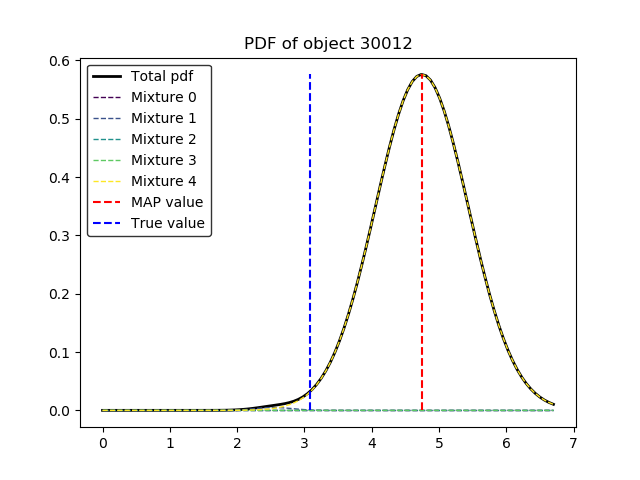 PDF of object 30012
0.6
0.5
0.4
0.3
0.2
0.1
0.0
Total pdf
Mixture 0
Mixture 1
Mixture 2
Mixture 3
Mixture 4
MAP value
True value
0 1 2 3 4 5 6 7